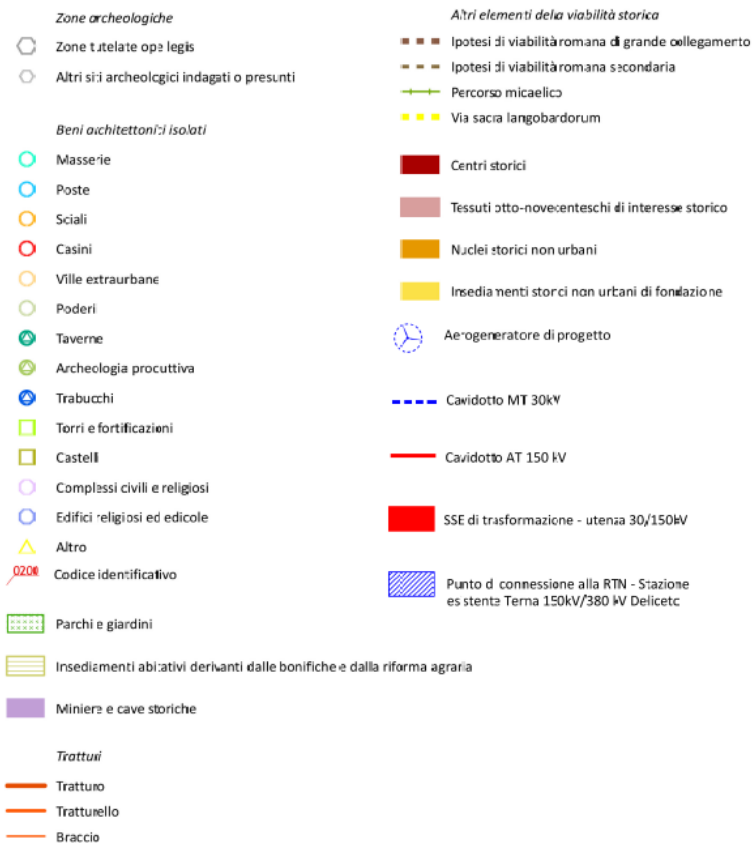 Zone archeologiche
Zone tutelate ope legis
Altri siti archeologici indagati o presunti
Beni architettonici isolati
Masserie
Poste
Sciali
Casini
Ville extraurbane
Poderi
Taverne
Archeologia procuttiva
Trabucchi
Torri e fortificazioni
Castelli
Complessi civili e religiosi
Edifici religiosi ed edicole
Altro
0200 Codice identificativo
Parchi e giardini
Insediamenti abitativi derivanti dalle bonifiche e dalla riforma agraria
Miniere e cave storiche
Tratturi
Tratturo
Tratturello
Braccio
Altri elementi della viabilità storica
Ipotesi di viabilità romana di grande collegamento
Ipotesi di viabilità romana secondaria
Percorso micaelico
Via sacra langobardorum
Centri storici
Tessuti otto-novecenteschi di interesse storico
Nuclei storici non urbani
Insediamenti storici non urbani di fondazione
Aerogeneratore di progetto
Cavidotto MT 30kV
Cavidotto AT 150 kV
SSE di trasformazione - utenza 30/150kV
Punto di connessione alla RTN - Stazione
esistente Terna 150kV/380 kV Deliceto